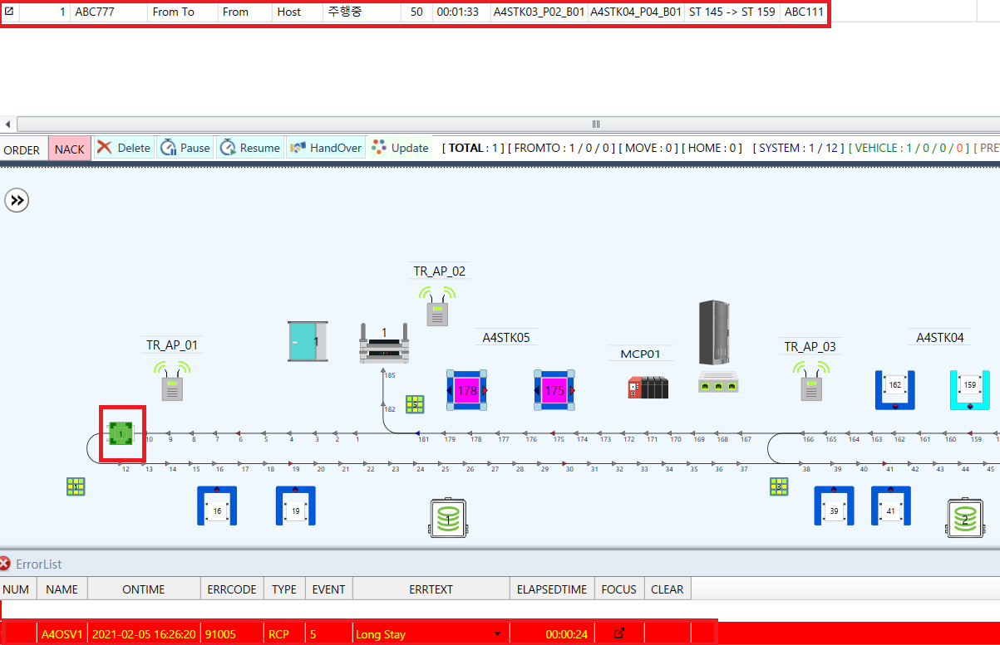 1 ABC777 From To From Host 주행중 50 00:01:33 A4STK03_P02_B01 A4STK04_P04_B01 ST 145 -> ST 159 ABC111
ORDER NACK Delete Pause Resume HandOver Update [ TOTAL : 1 ] [ FROMTO : 1 / 0 / 0 ] [ MOVE : 0 ] [ HOME : 0 ] [ SYSTEM : 1 / 12 ] [ VEHICLE : 1 / 0 / 0 / 0 ] [ PRE
TR_AP_02
TR_AP_01 1 1 A4STK05 MCP01 TR_AP_03 A4STK04
185 178 175 162 159
182
1 10 9 8 7 6 5 4 3 2 1 181 179 178 177 176 175 174 173 172 171 170 169 168 167 166 165 164 163 162 161 160 159
12 13 14 15 16 17 18 19 20 21 22 23 24 25 26 27 28 29 30 31 32 33 34 35 36 37 38 39 40 41 42 43 44 45
16 19 1 39 41 2
ErrorList
NUM NAME ONTIME ERRCODE TYPE EVENT ERRTEXT ELAPSEDTIME FOCUS CLEAR
A4OSV1 2021-02-05 16:26:20 91005 RCP 5 Long Stay 00:00:24